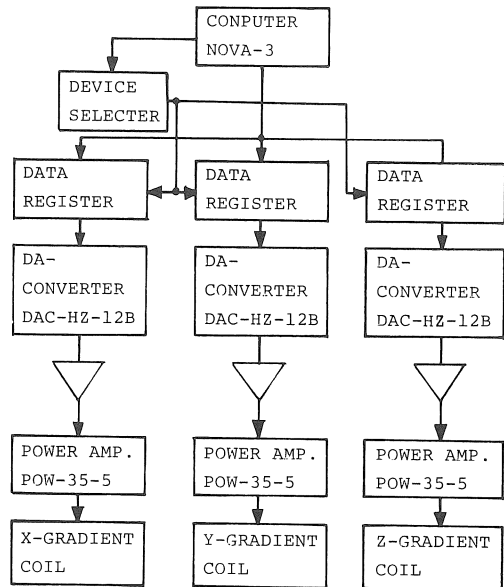 CONPUTER
NOVA-3
DEVICE
SELECTER
DATA
REGISTER
DATA
REGISTER
DATA
REGISTER
DA-
CONVERTER
DAC-HZ-12B
DA-
CONVERTER
DAC-HZ-12B
DA-
CONVERTER
DAC-HZ-12B
POWER AMP.
POW-35-5
POWER AMP.
POW-35-5
POWER AMP.
POW-35-5
X-GRADIENT
COIL
Y-GRADIENT
COIL
Z-GRADIENT
COIL